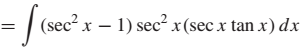 = ∫ (sec² x − 1) sec² x (sec x tan x) dx